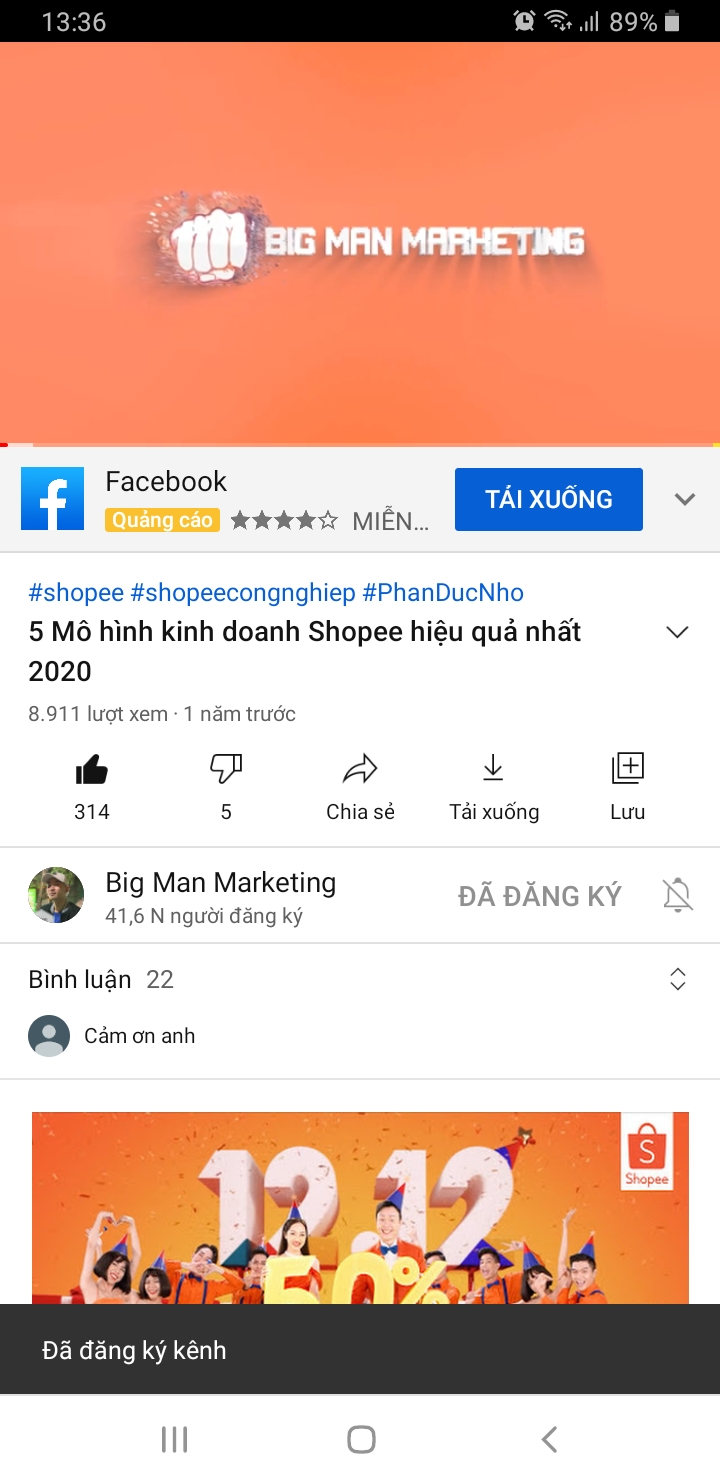 13:36
89%
BIG MAN MARKETING
Facebook
Quảng cáo
MIỄN...
TẢI XUỐNG
#shopee #shopeecongnghiep #PhanDucNho
5 Mô hình kinh doanh Shopee hiệu quả nhất
2020
8.911 lượt xem · 1 năm trước
314
5
Chia sẻ
Tải xuống
Lưu
Big Man Marketing
41,6 N người đăng ký
ĐÃ ĐĂNG KÝ
Bình luận 22
Cảm ơn anh
12.12
S
Shopee
50%
Đã đăng ký kênh